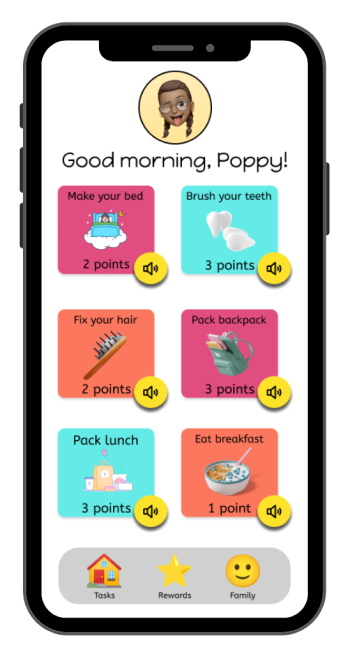 Good morning, Poppy!
Make your bed
2 points
Brush your teeth
3 points
Fix your hair
2 points
Pack backpack
3 points
Pack lunch
3 points
Eat breakfast
1 point
Tasks
Rewards
Family